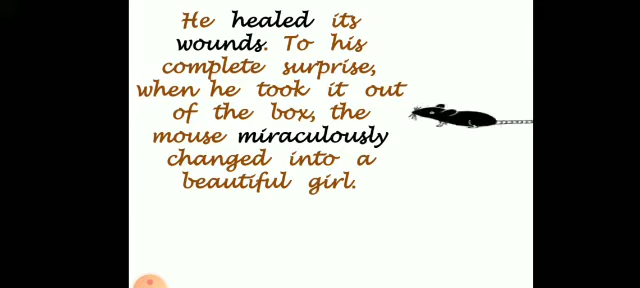 He healed its
wounds. To his
complete surprise,
when he took it out
of the box, the
mouse miraculously
changed into a
beautiful girl.